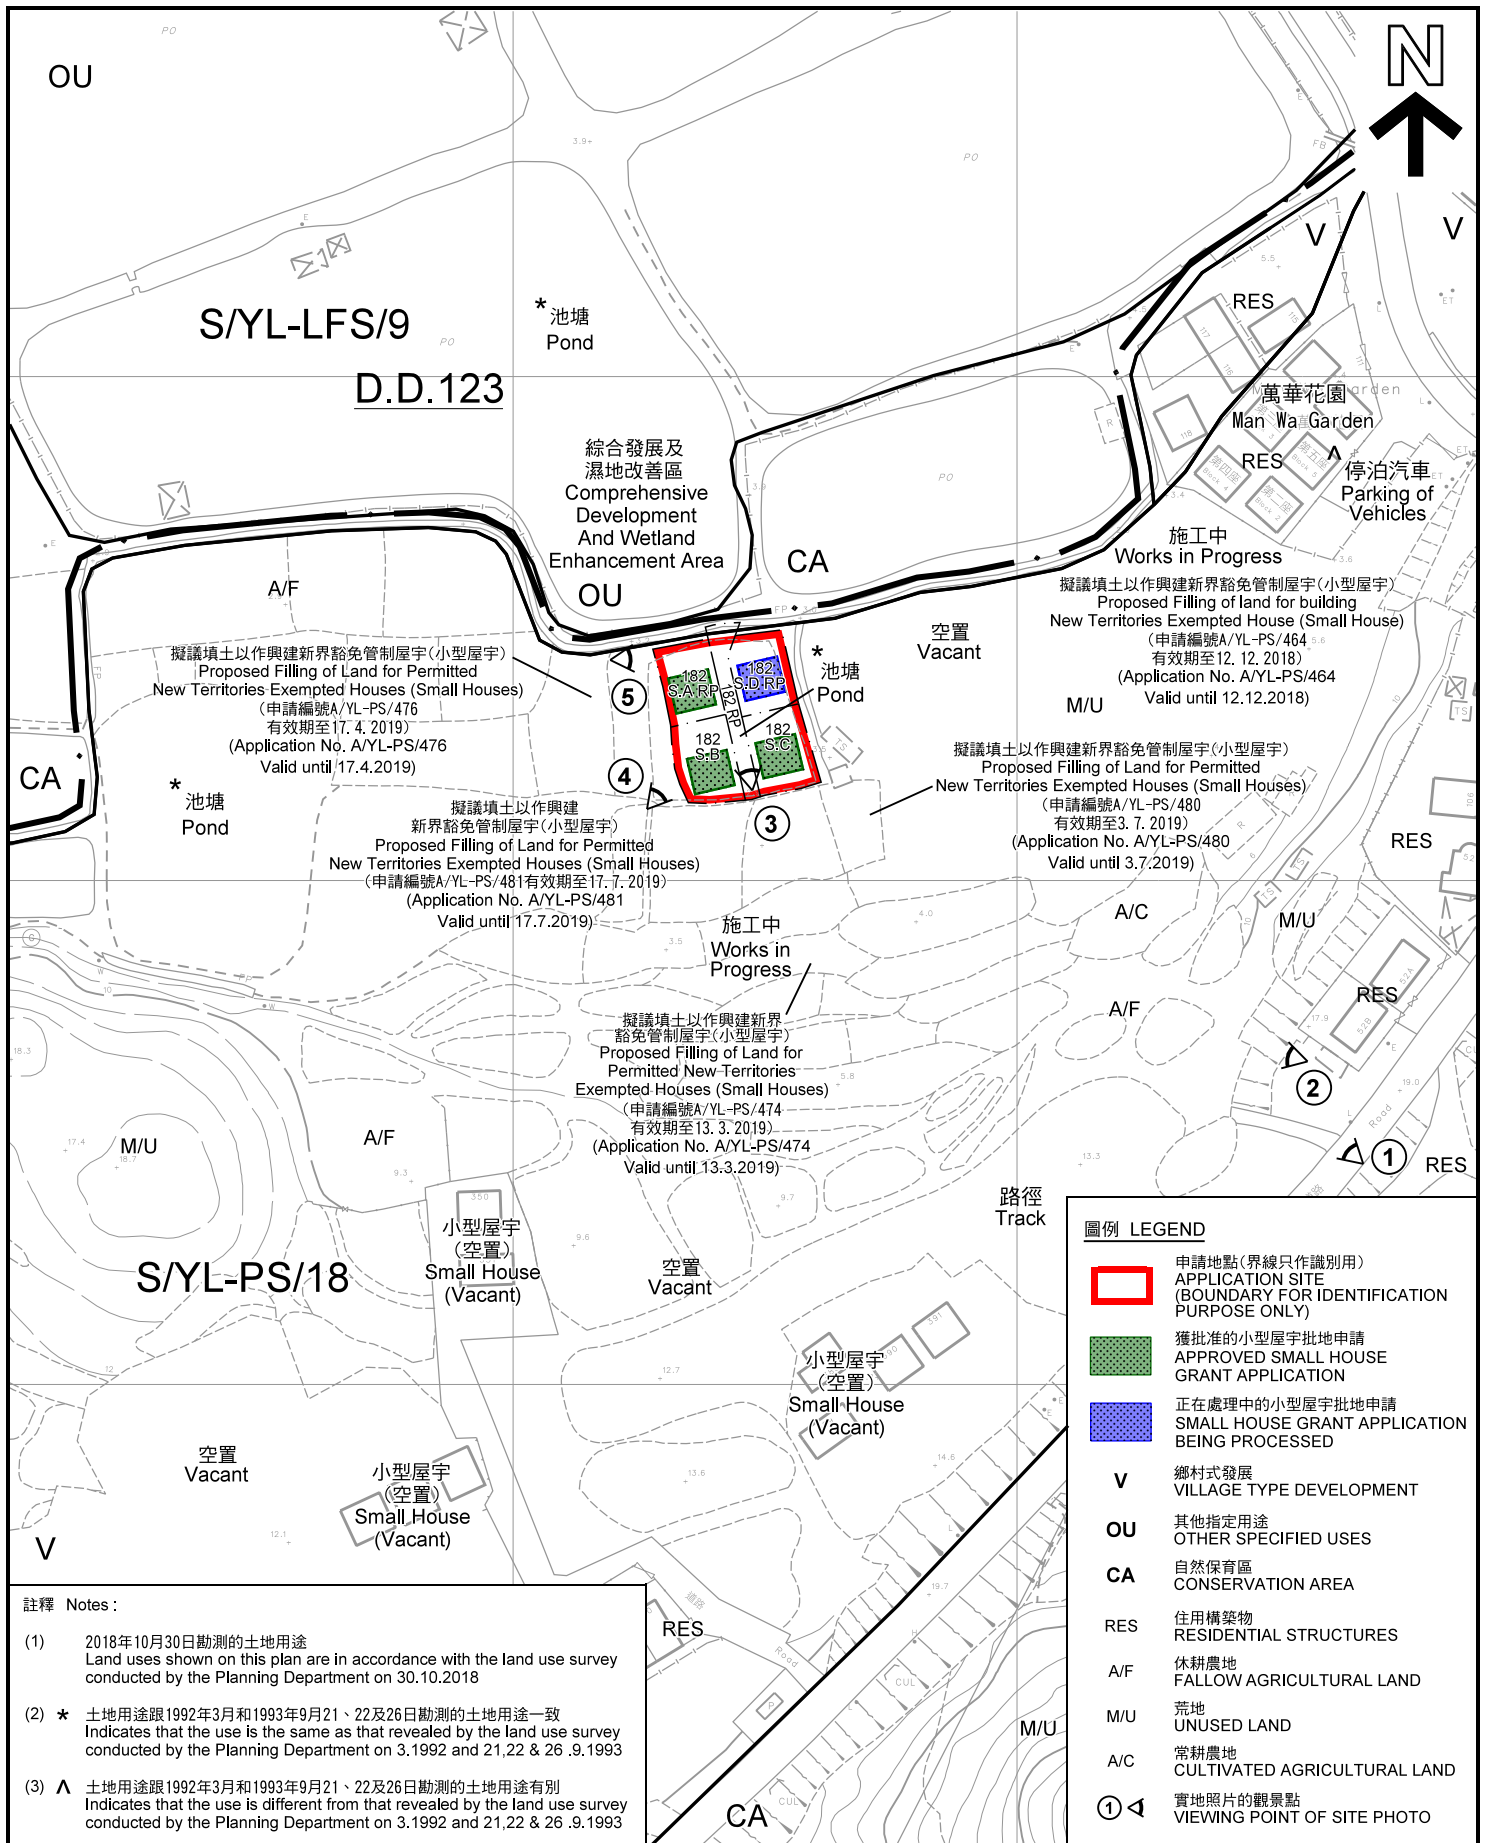 OU
N
V
V
S/YL-LFS/9
D.D.123
*池塘
Pond
RES
萬華花園
Man Wa Garden
RES
停泊汽車
Parking of
Vehicles
綜合發展及
濕地改善區
Comprehensive
Development
And Wetland
Enhancement Area
OU
CA
施工中
Works in Progress
擬議填土以作興建新界豁免管制屋宇(小型屋宇)
Proposed Filling of land for building
New Territories Exempted House (Small House)
(申請編號A/YL-PS/464
有效期至12.12.2018)
(Application No. A/YL-PS/464
Valid until 12.12.2018)
M/U
A/F
空置
Vacant
*池塘
Pond
擬議填土以作興建新界豁免管制屋宇(小型屋宇)
Proposed Filling of Land for Permitted
New Territories Exempted Houses (Small Houses)
(申請編號A/YL-PS/476
有效期至17.4.2019)
(Application No. A/YL-PS/476
Valid until 17.4.2019)
182
S.A RP
182
S.D RP
182 RP
182
S.B
182
S.C
5
4
3
CA
*池塘
Pond
擬議填土以作興建新界豁免管制屋宇(小型屋宇)
Proposed Filling of Land for Permitted
New Territories Exempted Houses (Small Houses)
(申請編號A/YL-PS/480
有效期至3.7.2019)
(Application No. A/YL-PS/480
Valid until 3.7.2019)
擬議填土以作興建
新界豁免管制屋宇(小型屋宇)
Proposed Filling of Land for Permitted
New Territories Exempted Houses (Small Houses)
(申請編號A/YL-PS/481有效期至17.7.2019)
(Application No. A/YL-PS/481
Valid until 17.7.2019)
RES
A/C
M/U
施工中
Works in
Progress
RES
A/F
擬議填土以作興建新界
豁免管制屋宇(小型屋宇)
Proposed Filling of Land for
Permitted New Territories
Exempted Houses (Small Houses)
(申請編號A/YL-PS/474
有效期至13.3.2019)
(Application No. A/YL-PS/474
Valid until 13.3.2019)
2
1
RES
M/U
A/F
路徑
Track
S/YL-PS/18
小型屋宇
(空置)
Small House
(Vacant)
空置
Vacant
小型屋宇
(空置)
Small House
(Vacant)
空置
Vacant
小型屋宇
(空置)
Small House
(Vacant)
V
RES
M/U
CA
圖例 LEGEND
申請地點(界線只作識別用)
APPLICATION SITE
(BOUNDARY FOR IDENTIFICATION
PURPOSE ONLY)
獲批准的小型屋宇批地申請
APPROVED SMALL HOUSE
GRANT APPLICATION
正在處理中的小型屋宇批地申請
SMALL HOUSE GRANT APPLICATION
BEING PROCESSED
V 鄉村式發展
VILLAGE TYPE DEVELOPMENT
OU 其他指定用途
OTHER SPECIFIED USES
CA 自然保育區
CONSERVATION AREA
RES 住用構築物
RESIDENTIAL STRUCTURES
A/F 休耕農地
FALLOW AGRICULTURAL LAND
M/U 荒地
UNUSED LAND
A/C 常耕農地
CULTIVATED AGRICULTURAL LAND
1 實地照片的觀景點
VIEWING POINT OF SITE PHOTO
註釋 Notes :
(1) 2018年10月30日勘測的土地用途
Land uses shown on this plan are in accordance with the land use survey
conducted by the Planning Department on 30.10.2018
(2) * 土地用途跟1992年3月和1993年9月21、22及26日勘測的土地用途一致
Indicates that the use is the same as that revealed by the land use survey
conducted by the Planning Department on 3.1992 and 21,22 & 26 .9.1993
(3) ∧ 土地用途跟1992年3月和1993年9月21、22及26日勘測的土地用途有別
Indicates that the use is different from that revealed by the land use survey
conducted by the Planning Department on 3.1992 and 21,22 & 26 .9.1993